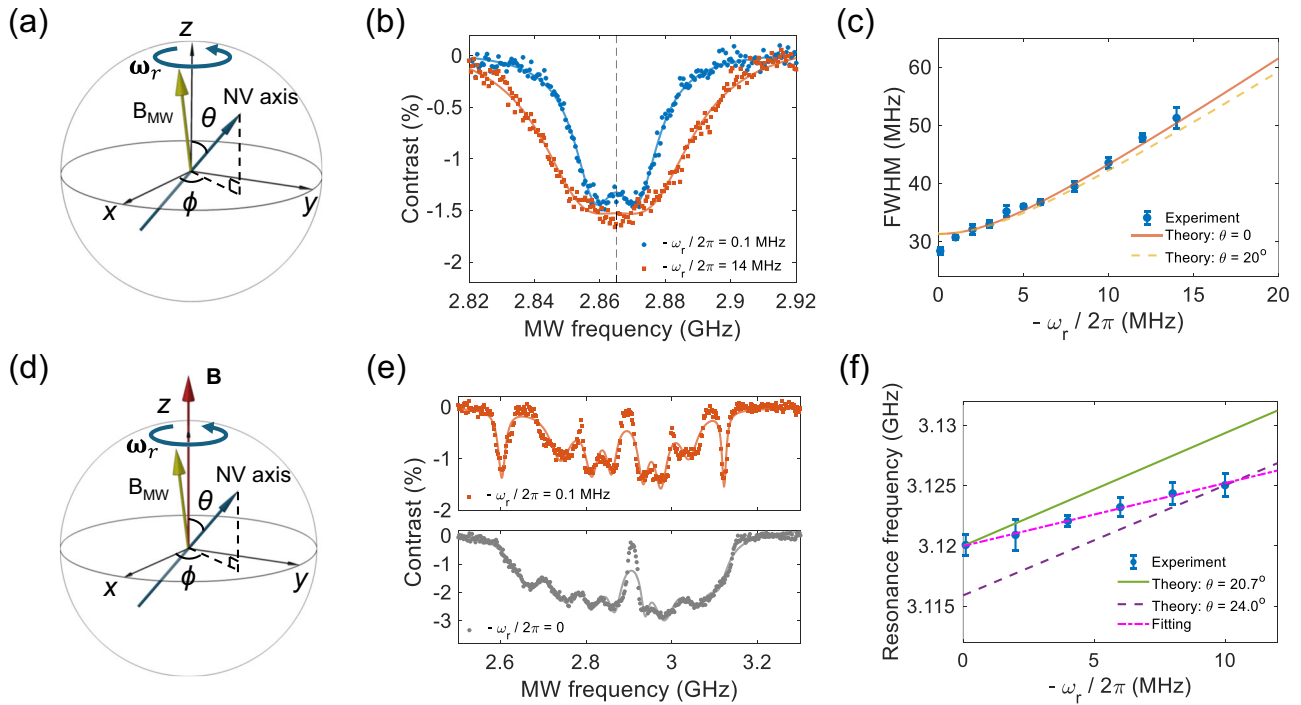 (a)
z
ωr
BMW
θ
NV axis
x
ϕ
y
(b)
0
-0.5
-1
-1.5
-2
Contrast (%)
- ωr / 2π = 0.1 MHz
- ωr / 2π = 14 MHz
2.82 2.84 2.86 2.88 2.9 2.92
MW frequency (GHz)
(c)
60
50
40
30
FWHM (MHz)
Experiment
Theory: θ = 0
Theory: θ = 20°
0 5 10 15 20
- ωr / 2π (MHz)
(d)
B
z
ωr
BMW
θ
NV axis
x
ϕ
y
(e)
0
-1
-2
- ωr / 2π = 0.1 MHz
Contrast (%)
0
-1
-2
-3
- ωr / 2π = 0
2.6 2.8 3 3.2
MW frequency (GHz)
(f)
3.13
3.125
3.12
3.115
Resonance frequency (GHz)
Experiment
Theory: θ = 20.7°
Theory: θ = 24.0°
Fitting
0 5 10
- ωr / 2π (MHz)